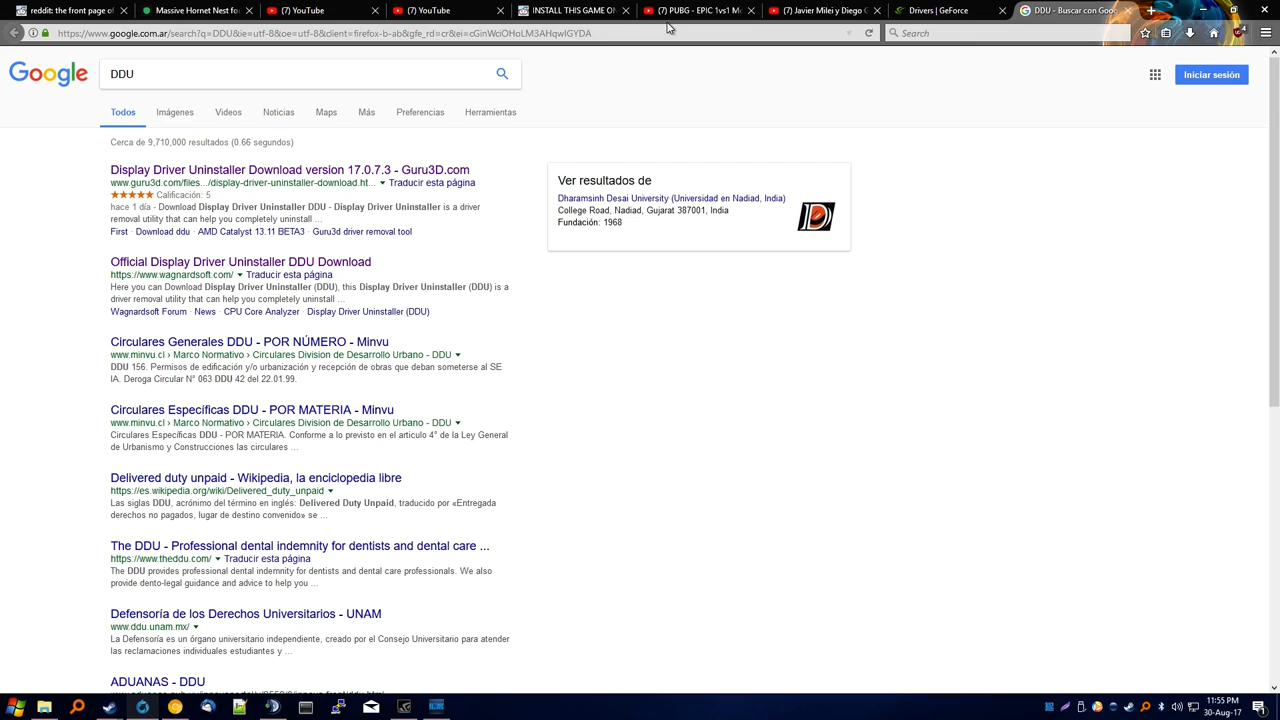 reddit: the front page of
(7) YouTube
(7) YouTube
INSTALL THIS GAME ON
(7) PUBG - EPIC 1vs1 Mo
(7) Javier Milei y Diego G
Drivers | GeForce
DDU - Buscar con Goog
https://www.google.com.ar/search?q=DDU&ie=utf-8&oe=utf-8&client=firefox-b-ab&gfe_rd=cr&ei=cGinWciOHoLM3AHqwIGYDA
Search
Google
DDU
Iniciar sesión
Todos Imágenes Videos Noticias Maps Más Preferencias Herramientas
Cerca de 9,710,000 resultados (0.66 segundos)
Display Driver Uninstaller Download version 17.0.7.3 - Guru3D.com
www.guru3d.com/files.../display-driver-uninstaller-download.ht... Traducir esta página
Calificación: 5
hace 1 día - Download Display Driver Uninstaller DDU - Display Driver Uninstaller is a driver
removal utility that can help you completely uninstall ...
First · Download ddu · AMD Catalyst 13.11 BETA3 · Guru3d driver removal tool
Official Display Driver Uninstaller DDU Download
https://www.wagnardsoft.com/ Traducir esta página
Here you can Download Display Driver Uninstaller (DDU), this Display Driver Uninstaller (DDU) is a
driver removal utility that can help you completely uninstall ...
Wagnardsoft Forum · News · CPU Core Analyzer · Display Driver Uninstaller (DDU)
Circulares Generales DDU - POR NÚMERO - Minvu
www.minvu.cl › Marco Normativo › Circulares Division de Desarrollo Urbano - DDU
DDU 156. Permisos de edificación y/o urbanización y recepción de obras que deban someterse al SE
IA. Deroga Circular N° 063 DDU 42 del 22.01.99.
Circulares Específicas DDU - POR MATERIA - Minvu
www.minvu.cl › Marco Normativo › Circulares Division de Desarrollo Urbano - DDU
Circulares Específicas DDU - POR MATERIA. Conforme a lo previsto en el articulo 4° de la Ley General
de Urbanismo y Construcciones las circulares ...
Delivered duty unpaid - Wikipedia, la enciclopedia libre
https://es.wikipedia.org/wiki/Delivered_duty_unpaid
Las siglas DDU, acrónimo del término en inglés: Delivered Duty Unpaid, traducido por «Entregada
derechos no pagados, lugar de destino convenido» se ...
The DDU - Professional dental indemnity for dentists and dental care ...
https://www.theddu.com/ Traducir esta página
The DDU provides professional dental indemnity for dentists and dental care professionals. We also
provide dento-legal guidance and advice to help you ...
Defensoría de los Derechos Universitarios - UNAM
www.ddu.unam.mx/
La Defensoría es un órgano universitario independiente, creado por el Consejo Universitario para atender
las reclamaciones individuales estudiantes y ...
ADUANAS - DDU
Ver resultados de
Dharamsinh Desai University (Universidad en Nadiad, India)
College Road, Nadiad, Gujarat 387001, India
Fundación: 1968
11:55 PM
30-Aug-17